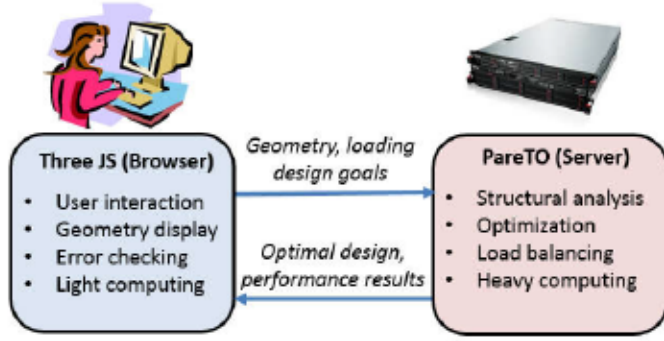 Three JS (Browser)
• User interaction
• Geometry display
• Error checking
• Light computing
Geometry, loading
design goals
Optimal design,
performance results
PareTO (Server)
• Structural analysis
• Optimization
• Load balancing
• Heavy computing